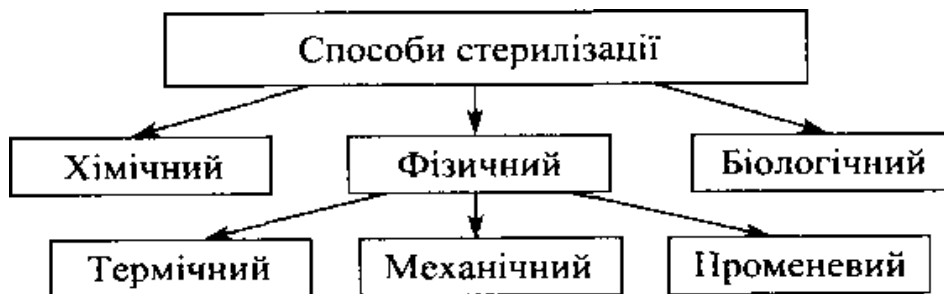 Способи стерилізації
Хімічний
Фізичний
Біологічний
Термічний
Механічний
Променевий